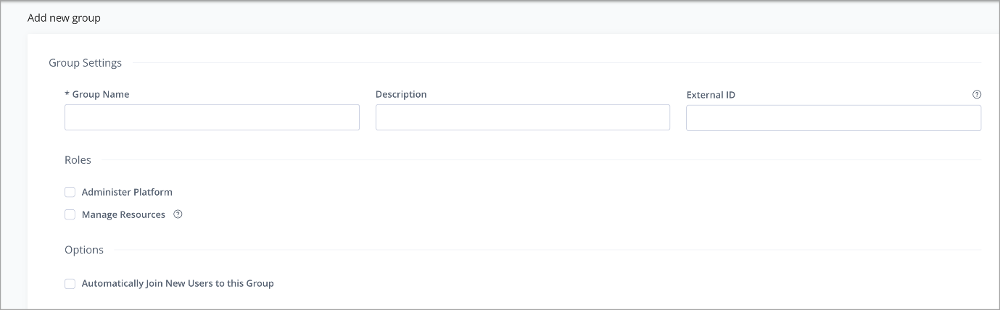 Add new group
Group Settings
* Group Name
Description
External ID
Roles
Administer Platform
Manage Resources
Options
Automatically Join New Users to this Group